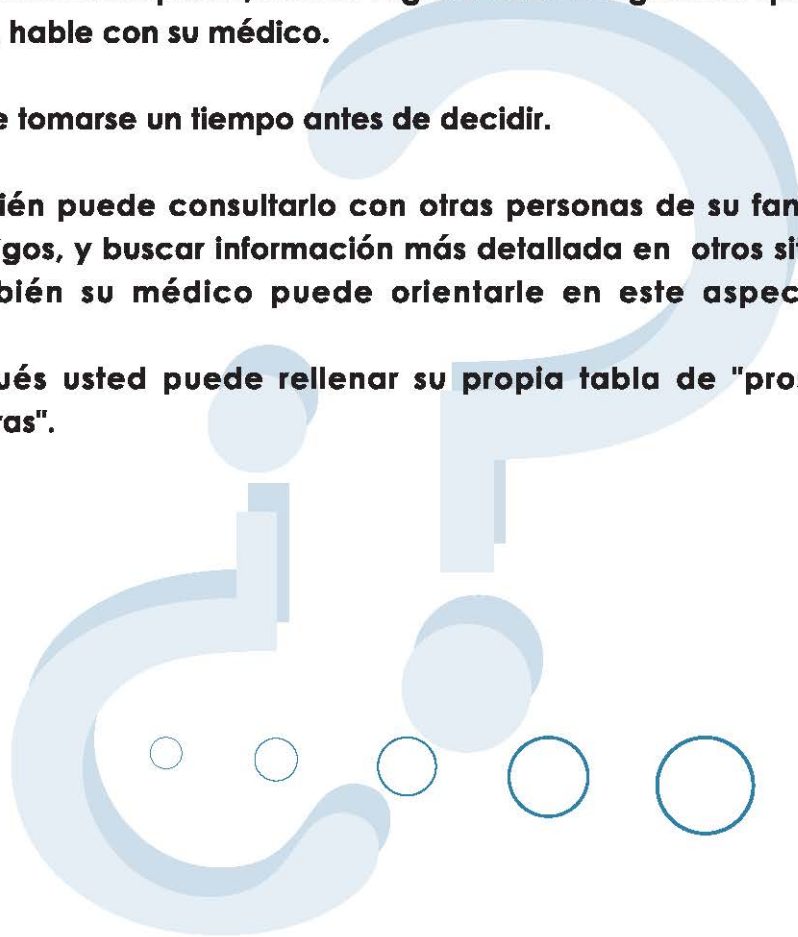 hable con su médico.
tomarse un tiempo antes de decidir.
puede consultarlo con otras personas de su
y buscar información más detallada en otros
su médico puede orientarle en este
usted puede rellenar su propia tabla de